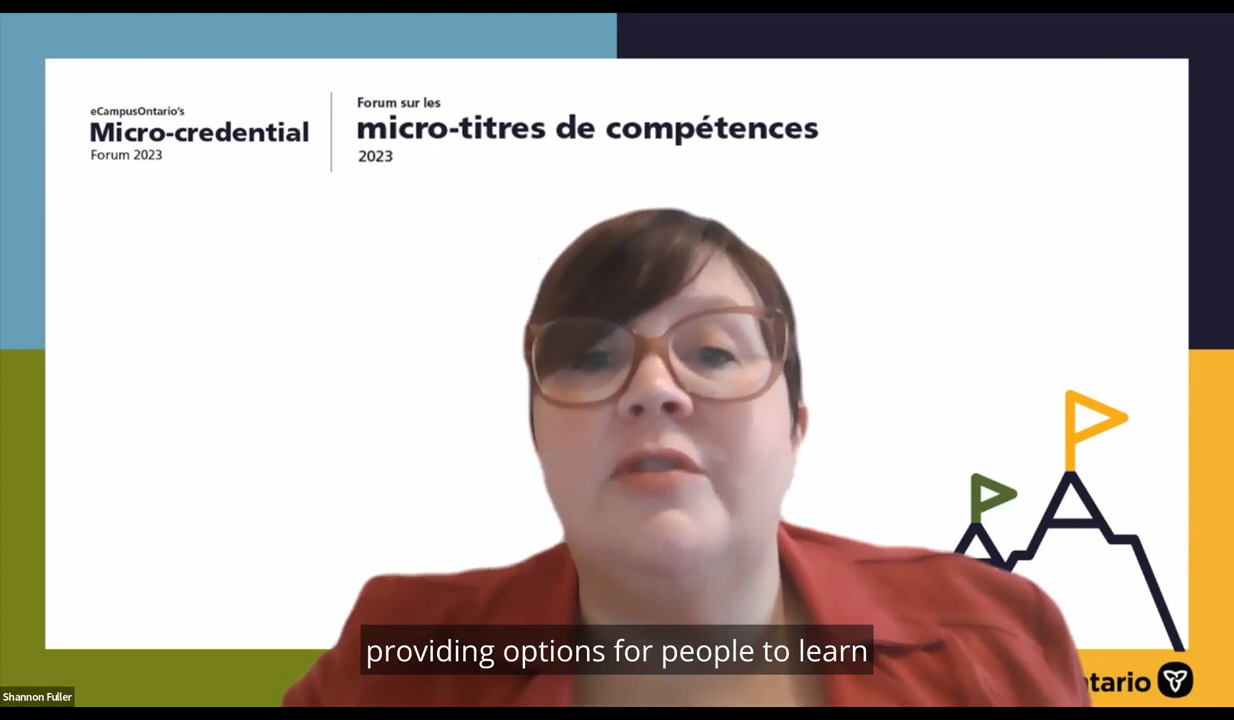 eCampusOntario's
Micro-credential
Forum 2023
Forum sur les
micro-titres de compétences
2023
providing options for people to learn
Shannon Fuller
ntario